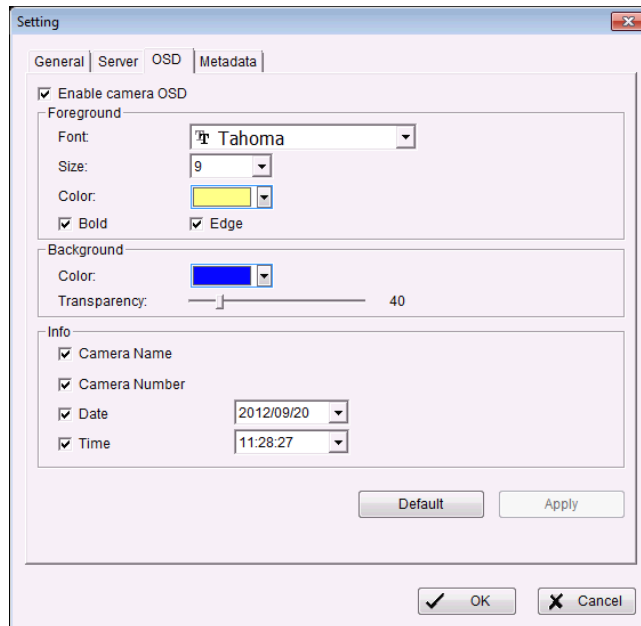 Setting
General Server OSD Metadata
Enable camera OSD
Foreground
Font: Tahoma
Size: 9
Color:
Bold Edge
Background
Color:
Transparency: 40
Info
Camera Name
Camera Number
Date 2012/09/20
Time 11:28:27
Default Apply
OK Cancel